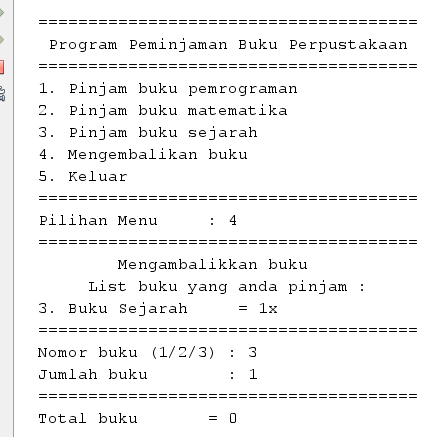 ======================================
Program Peminjaman Buku Perpustakaan
======================================
1. Pinjam buku pemrograman
2. Pinjam buku matematika
3. Pinjam buku sejarah
4. Mengembalikan buku
5. Keluar
======================================
Pilihan Menu     : 4
======================================
Mengambalikkan buku
List buku yang anda pinjam :
3. Buku Sejarah     = 1x
======================================
Nomor buku (1/2/3) : 3
Jumlah buku        : 1
======================================
Total buku       = 0